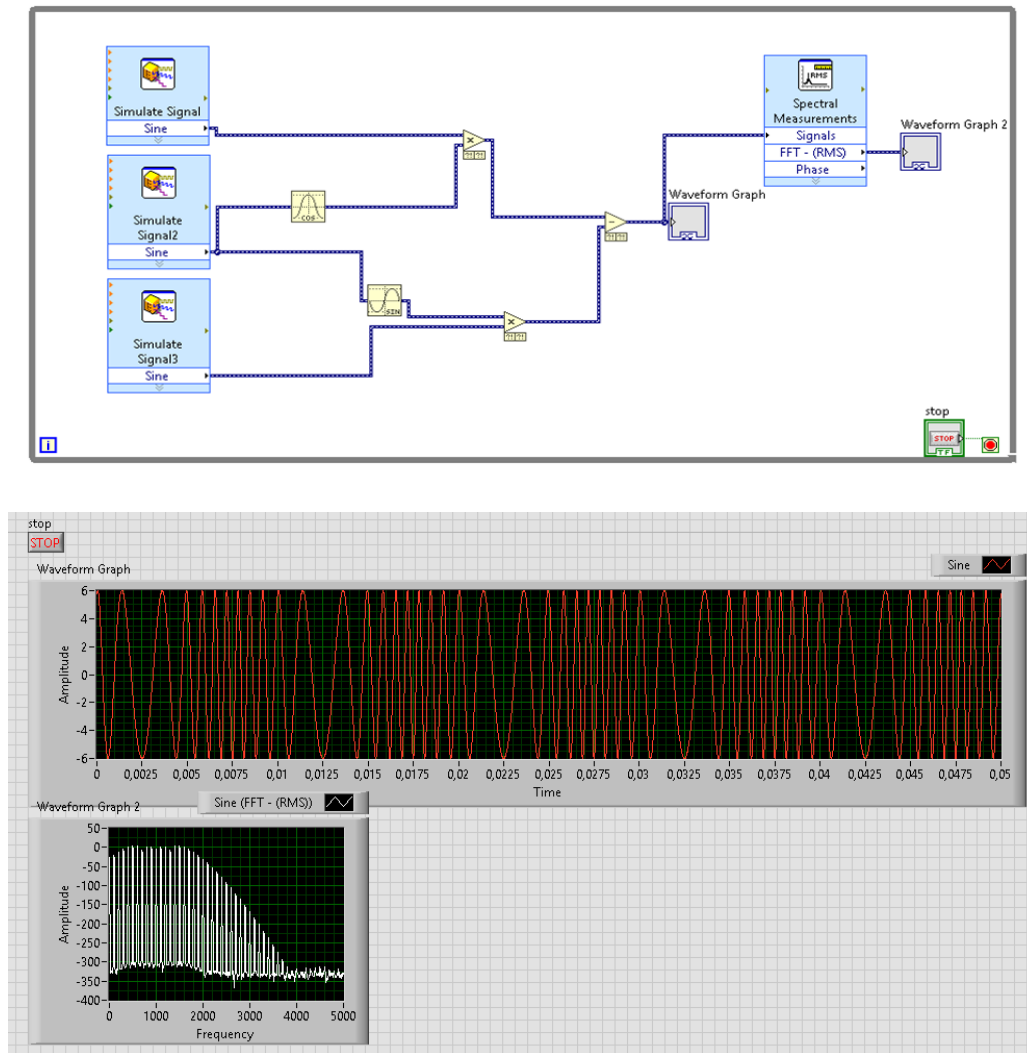 Simulate Signal
Sine
Simulate
Signal2
Sine
Simulate
Signal3
Sine
×
COS
SIN
×
-
RMS
Spectral
Measurements
Signals
FFT - (RMS)
Phase
Waveform Graph 2
Waveform Graph
stop
STOP
TF
i
stop
STOP
Waveform Graph
Sine
6-
4-
2-
0-
-2-
-4-
-6-
Amplitude
0 0,0025 0,005 0,0075 0,01 0,0125 0,015 0,0175 0,02 0,0225 0,025 0,0275 0,03 0,0325 0,035 0,0375 0,04 0,0425 0,045 0,0475 0,05
Time
Waveform Graph 2
Sine (FFT - (RMS))
50-
0-
-50-
-100-
-150-
-200-
-250-
-300-
-350-
-400-
Amplitude
0 1000 2000 3000 4000 5000
Frequency